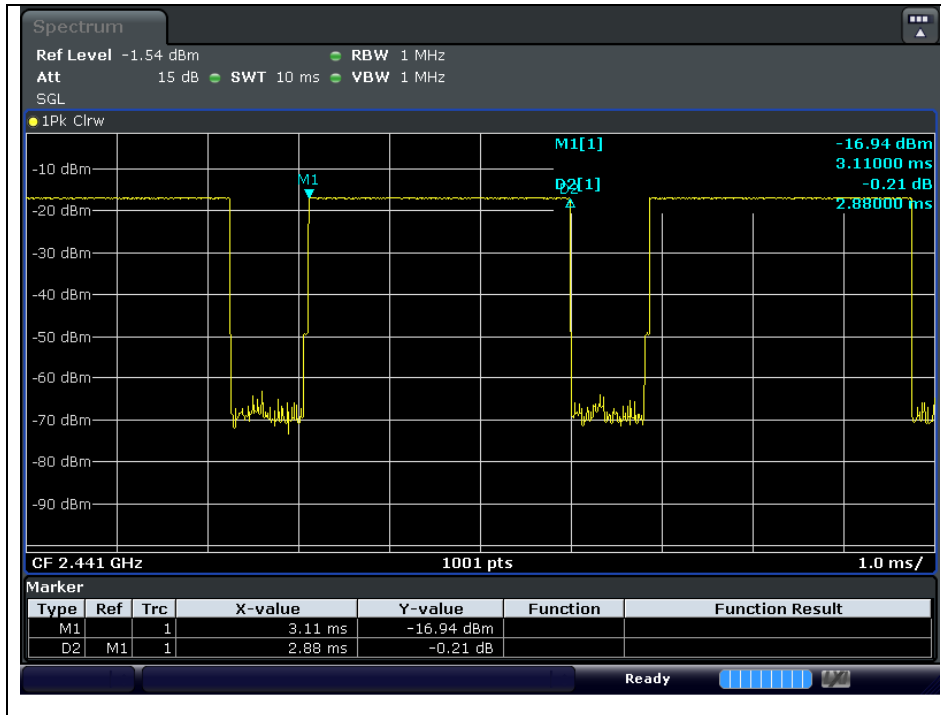 Spectrum
Ref Level -1.54 dBm RBW 1 MHz
Att 15 dB SWT 10 ms VBW 1 MHz
SGL
1Pk Clrw
M1[1] -16.94 dBm
3.11000 ms
D2[1] -0.21 dB
2.88000 ms
M1
D2
-10 dBm
-20 dBm
-30 dBm
-40 dBm
-50 dBm
-60 dBm
-70 dBm
-80 dBm
-90 dBm
CF 2.441 GHz 1001 pts 1.0 ms/
Marker
Type Ref Trc X-value Y-value Function Function Result
M1 1 3.11 ms -16.94 dBm
D2 M1 1 2.88 ms -0.21 dB
Ready